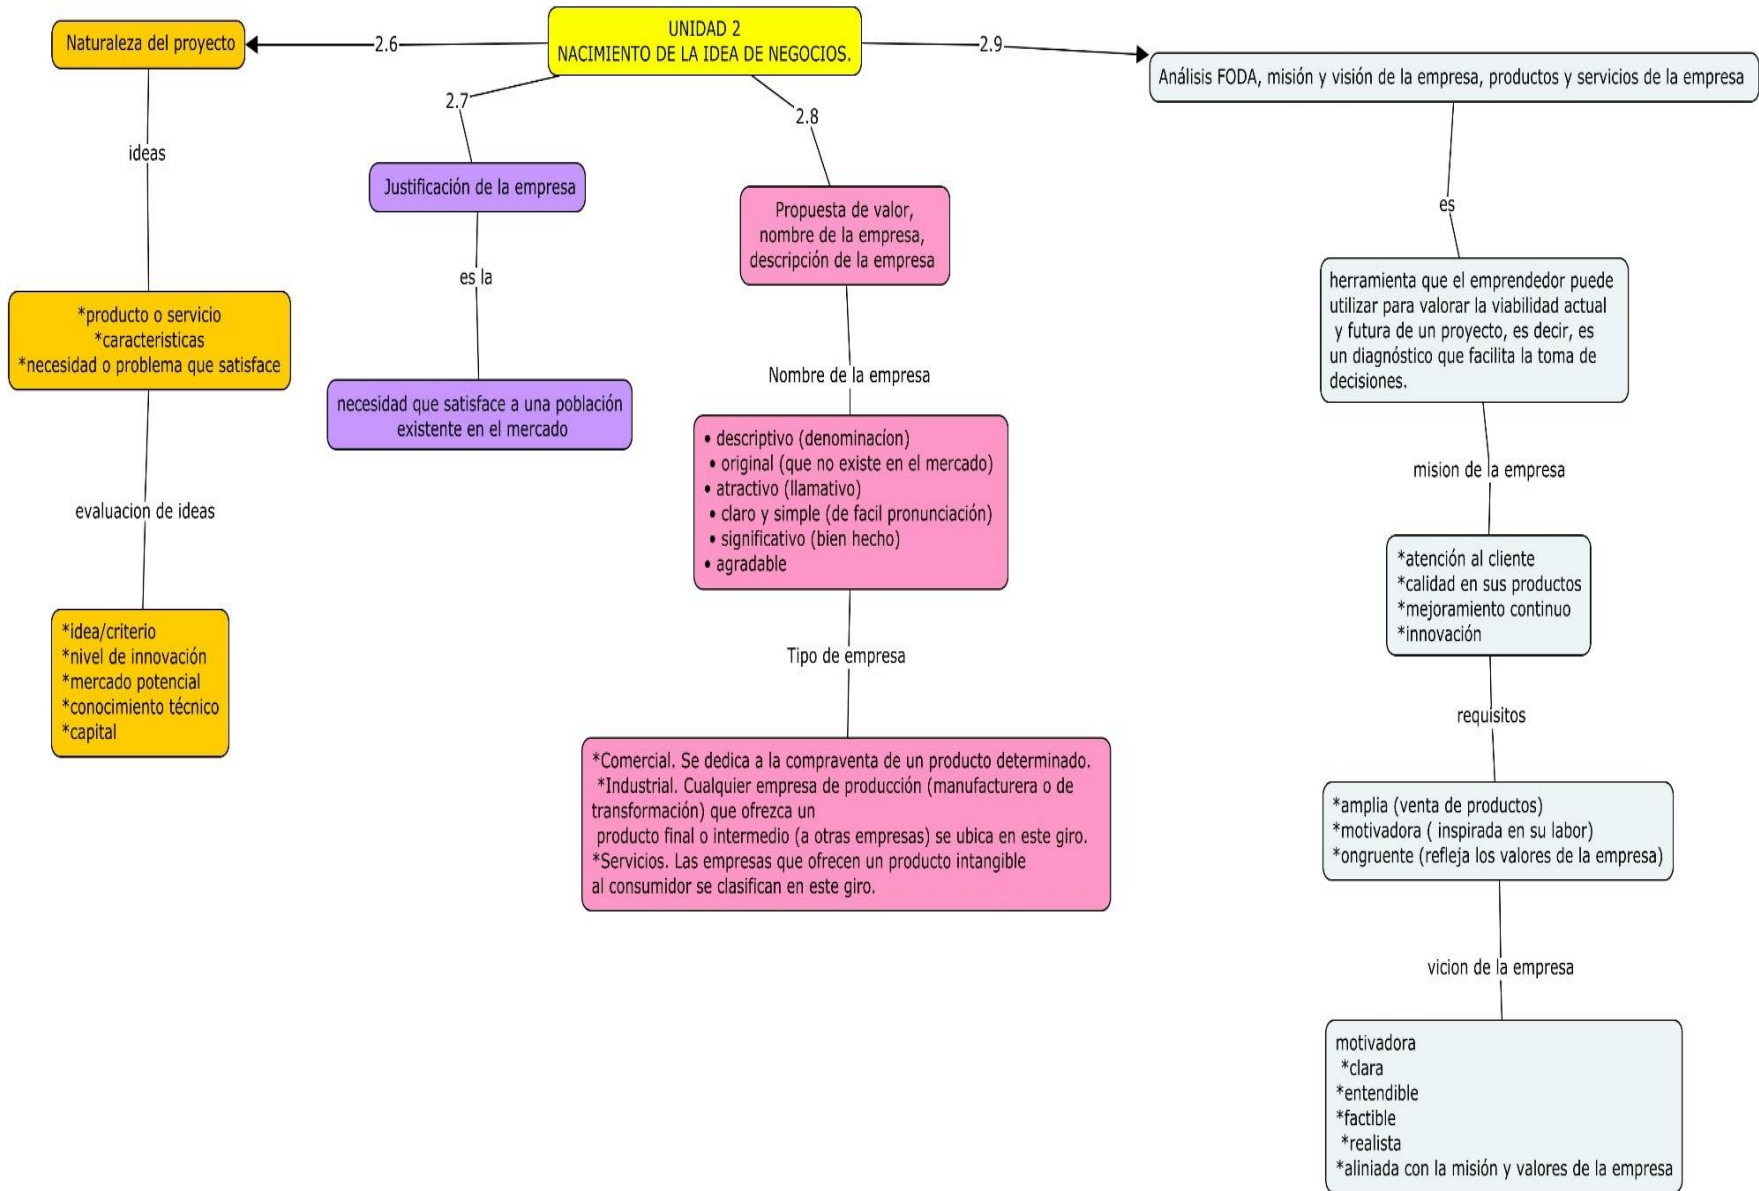 UNIDAD 2
NACIMIENTO DE LA IDEA DE NEGOCIOS.
2.6
Naturaleza del proyecto
ideas
*producto o servicio
*caracteristicas
*necesidad o problema que satisface
evaluacion de ideas
*idea/criterio
*nivel de innovación
*mercado potencial
*conocimiento técnico
*capital
2.7
Justificación de la empresa
es la
necesidad que satisface a una población
existente en el mercado
2.8
Propuesta de valor,
nombre de la empresa,
descripción de la empresa
Nombre de la empresa
• descriptivo (denominacíon)
• original (que no existe en el mercado)
• atractivo (llamativo)
• claro y simple (de facil pronunciación)
• significativo (bien hecho)
• agradable
Tipo de empresa
*Comercial. Se dedica a la compraventa de un producto determinado.
*Industrial. Cualquier empresa de producción (manufacturera o de
transformación) que ofrezca un
producto final o intermedio (a otras empresas) se ubica en este giro.
*Servicios. Las empresas que ofrecen un producto intangible
al consumidor se clasifican en este giro.
2.9
Análisis FODA, misión y visión de la empresa, productos y servicios de la empresa
es
herramienta que el emprendedor puede
utilizar para valorar la viabilidad actual
y futura de un proyecto, es decir, es
un diagnóstico que facilita la toma de
decisiones.
mision de la empresa
*atención al cliente
*calidad en sus productos
*mejoramiento continuo
*innovación
requisitos
*amplia (venta de productos)
*motivadora ( inspirada en su labor)
*ongruente (refleja los valores de la empresa)
vicion de la empresa
motivadora
*clara
*entendible
*factible
*realista
*aliniada con la misión y valores de la empresa